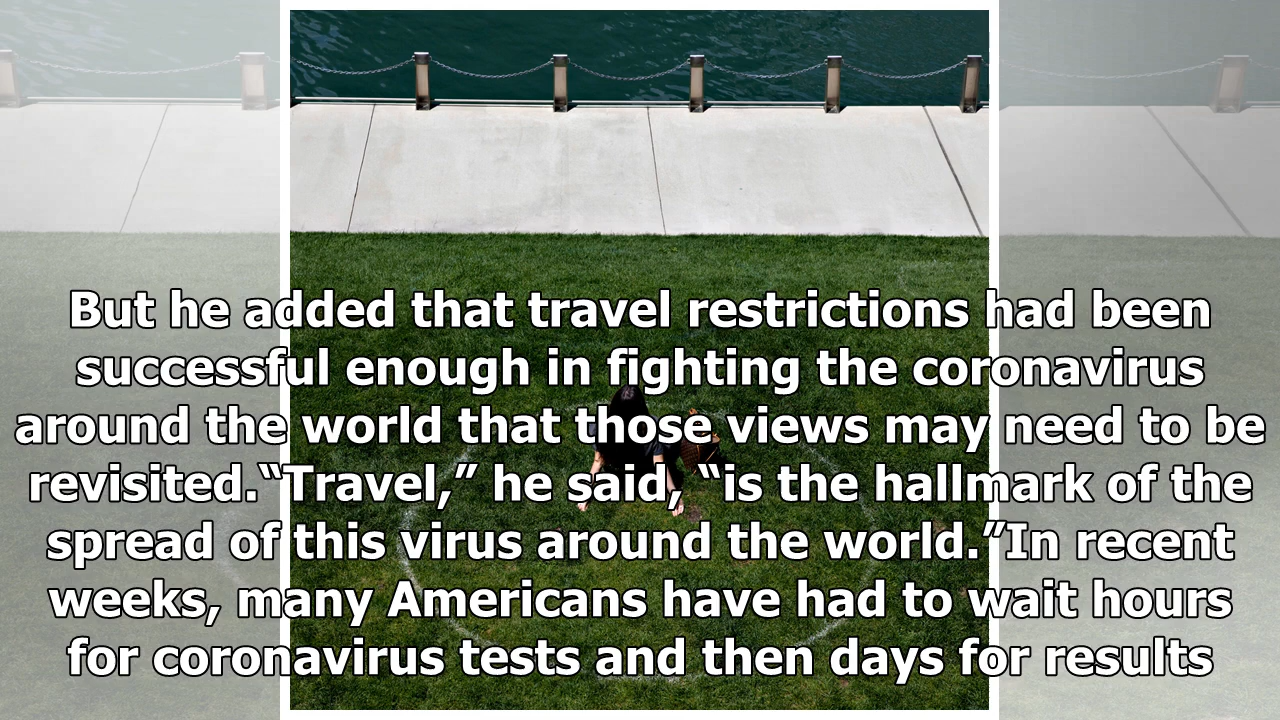 But he added that travel restrictions had been
successful enough in fighting the coronavirus
around the world that those views may need to be
revisited.“Travel,” he said, “is the hallmark of the
spread of this virus around the world.”In recent
weeks, many Americans have had to wait hours
for coronavirus tests and then days for results